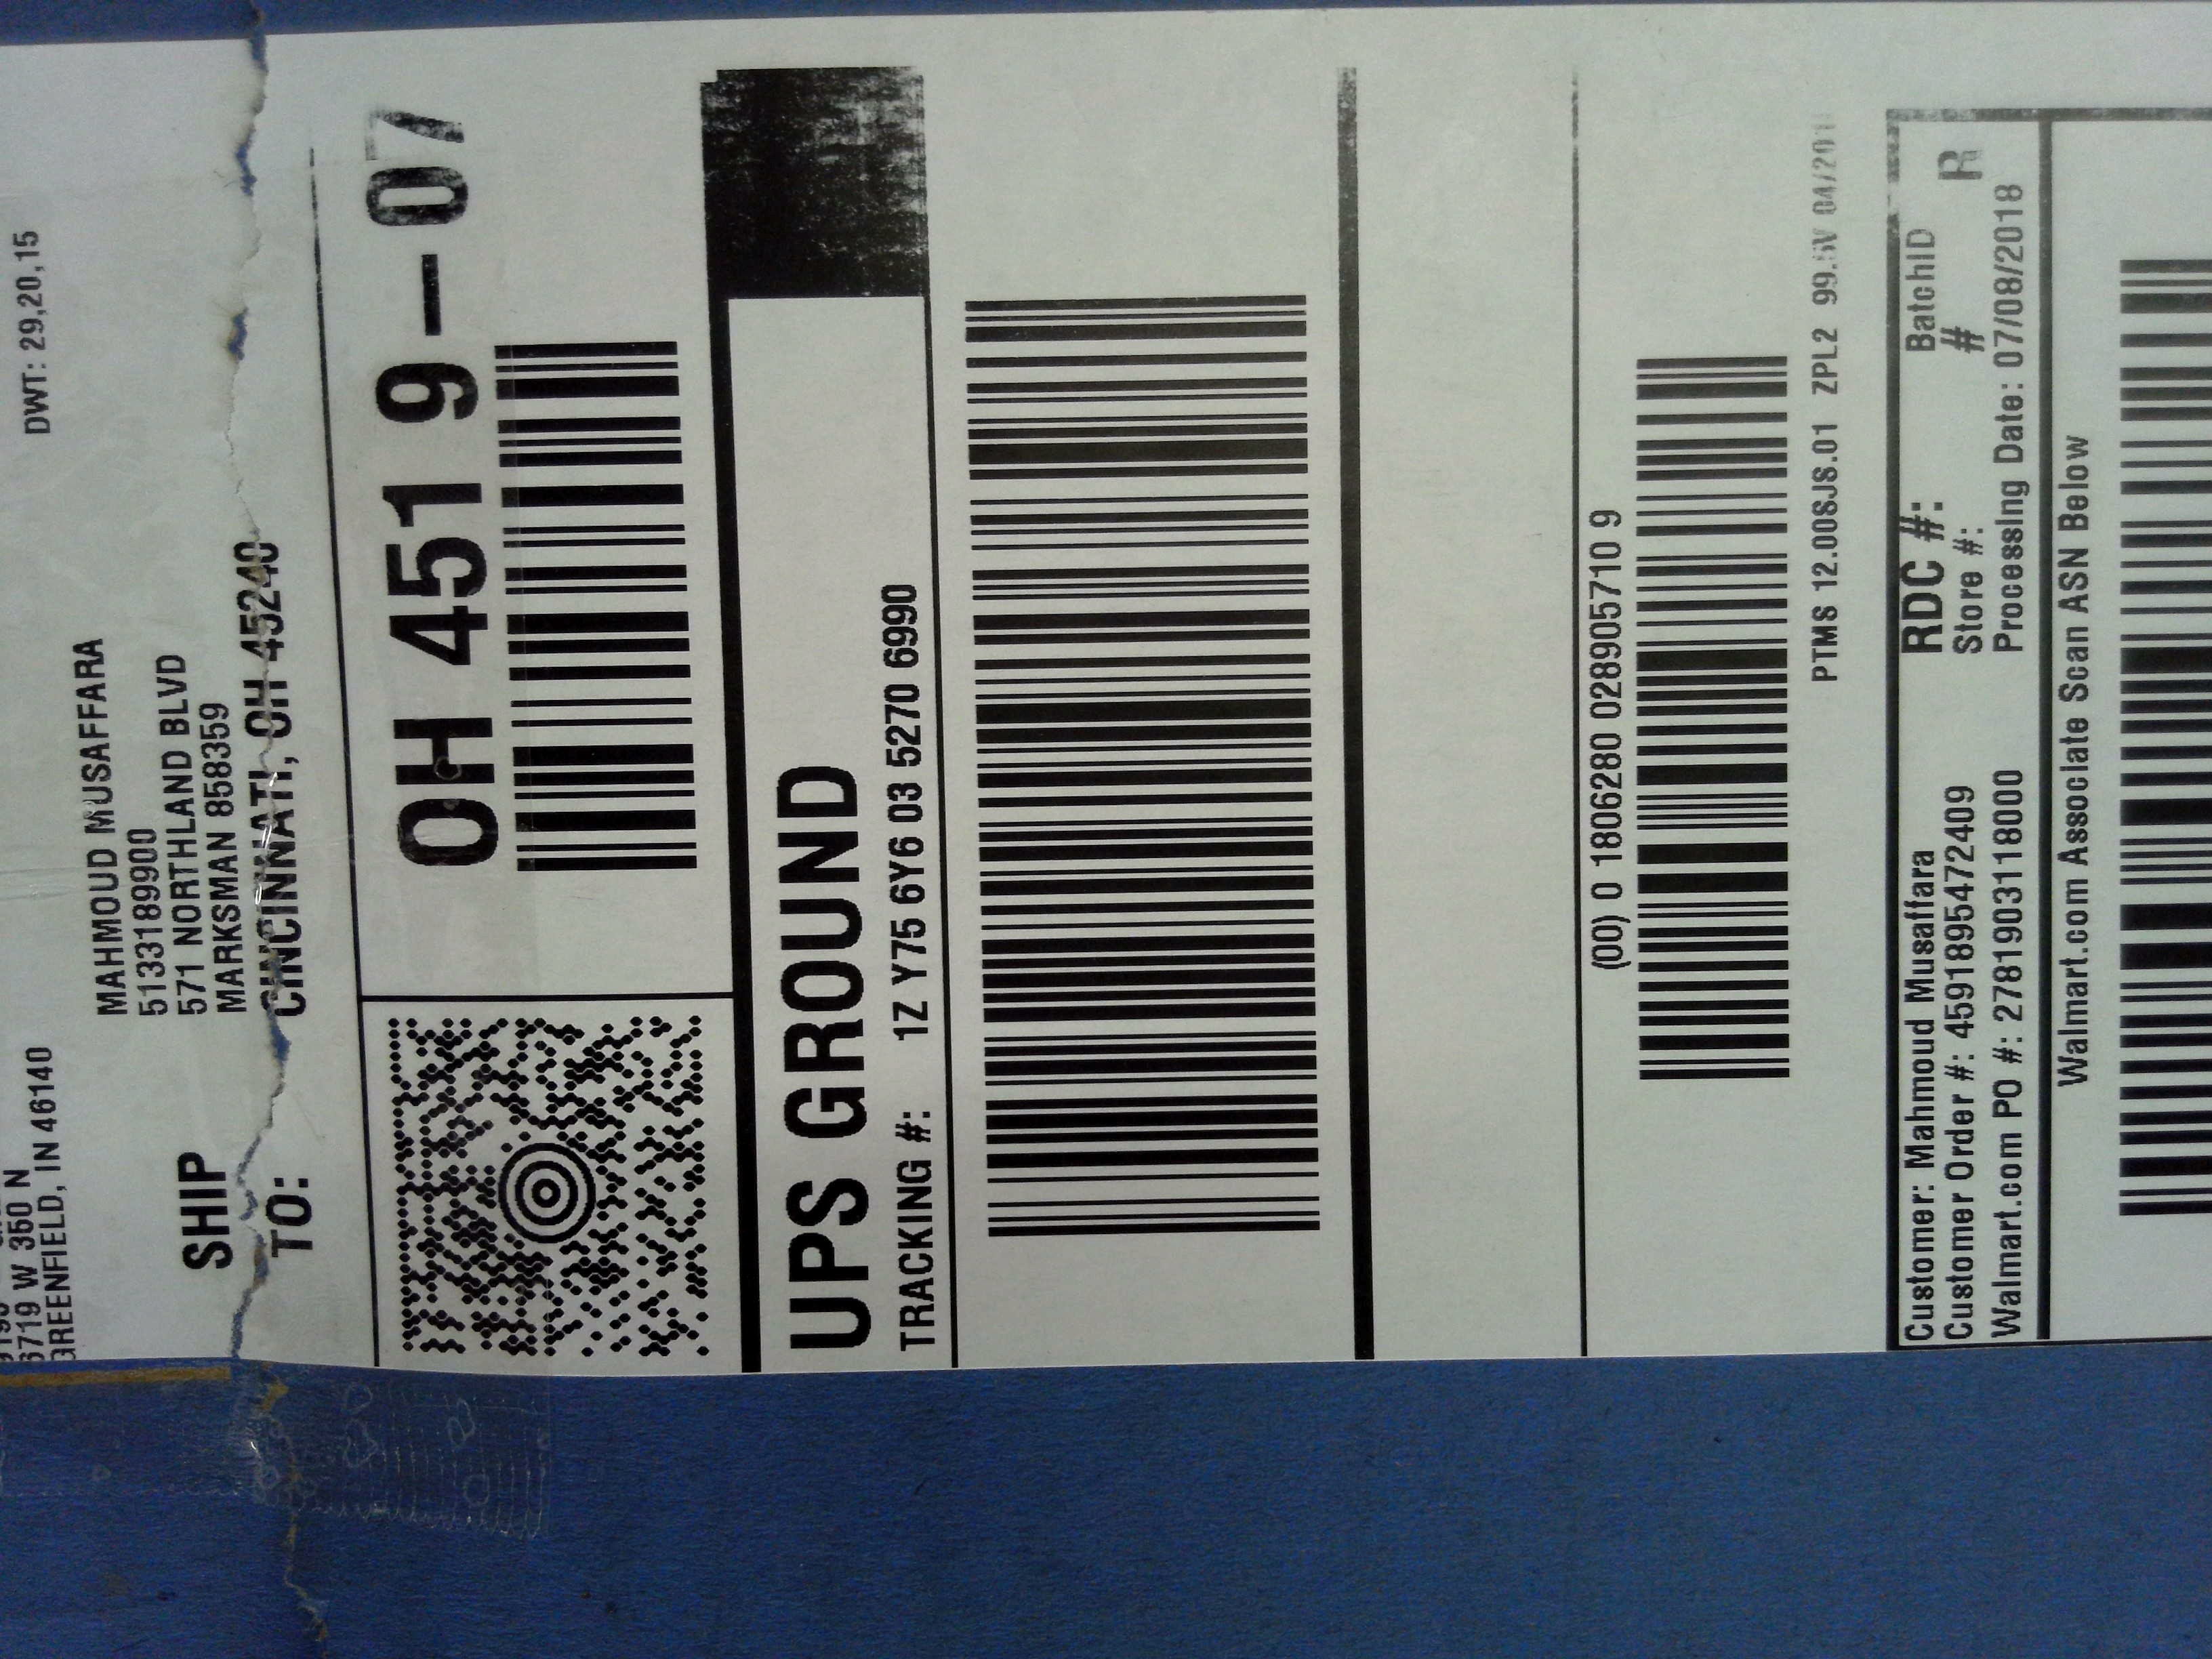 6719 W 350 N
GREENFIELD, IN 46140
DWT: 29,20,15
SHIP
TO:
MAHMOUD MUSAFFARA
5133189900
571 NORTHLAND BLVD
MARKSMAN 858359
CINCINNATI, OH 45240
OH 451 9-07
UPS GROUND
TRACKING #: 1Z Y75 6Y6 03 5270 6990
(00) 0 1806280 028905710 9
PTMS 12.00SJS.01 ZPL2
Customer: Mahmoud Musaffara
Customer Order #: 4591895472409
Walmart.com PO #: 2781903118000
RDC #:
Store #:
Processing Date: 07/08/2018
BatchID
#
R
Walmart.com Associate Scan ASN Below